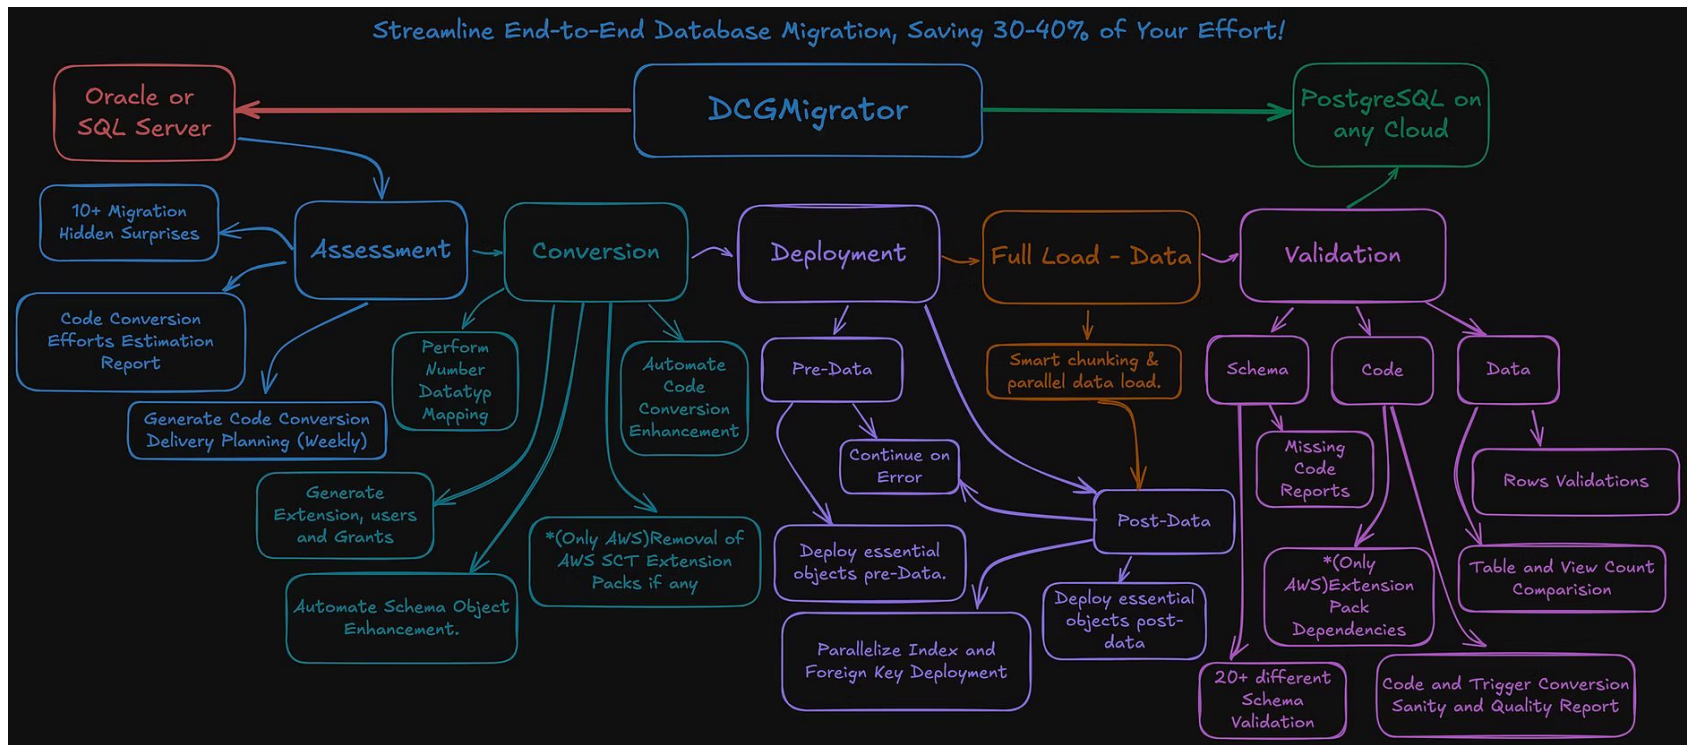 Streamline End-to-End Database Migration, Saving 30-40% of Your Effort!
Oracle or
SQL Server
DCGMigrator
PostgreSQL on
any Cloud
10+ Migration
Hidden Surprises
Assessment
Conversion
Deployment
Full Load - Data
Validation
Code Conversion
Efforts Estimation
Report
Generate Code Conversion
Delivery Planning (Weekly)
Perform
Number
Datatyp
Mapping
Automate
Code
Conversion
Enhancement
Generate
Extension, users
and Grants
Automate Schema Object
Enhancement.
*(Only AWS)Removal of
AWS SCT Extension
Packs if any
Pre-Data
Continue on
Error
Deploy essential
objects pre-Data.
Smart chunking &
parallel data load.
Post-Data
Parallelize Index and
Foreign Key Deployment
Deploy essential
objects post-
data
Schema
Code
Data
Missing
Code
Reports
Rows Validations
*(Only
AWS)Extension
Pack
Dependencies
Table and View Count
Comparision
20+ different
Schema
Validation
Code and Trigger Conversion
Sanity and Quality Report